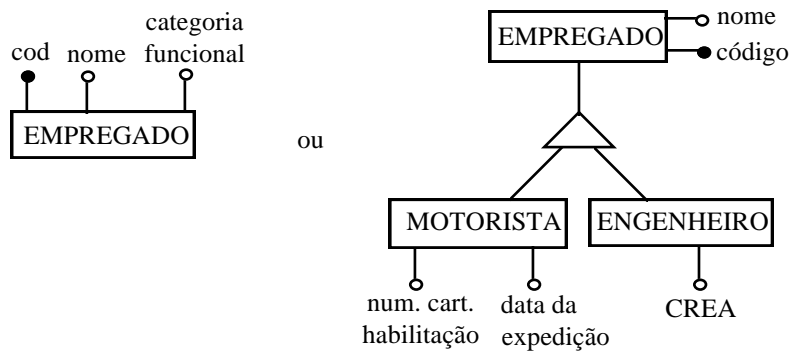 cod
nome
categoria
funcional
EMPREGADO
ou
EMPREGADO
nome
código
MOTORISTA
ENGENHEIRO
num. cart.
habilitação
data da
expedição
CREA